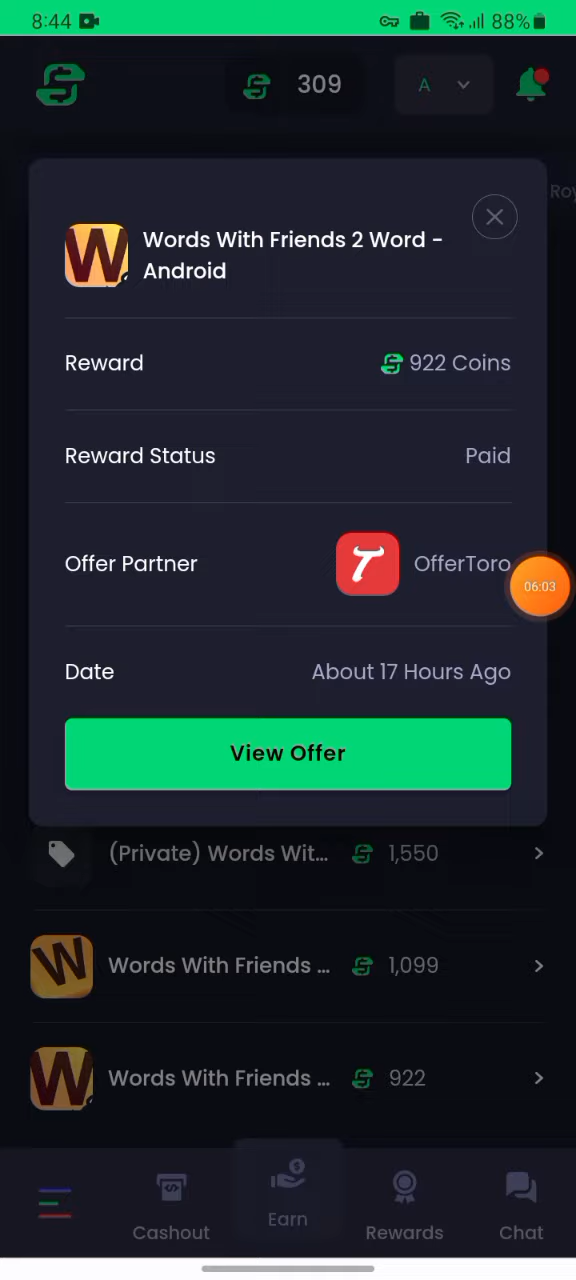 8:44
88%
309
A
Roy
Words With Friends 2 Word -
Android
Reward
922 Coins
Reward Status
Paid
Offer Partner
OfferToro
06:03
Date
About 17 Hours Ago
View Offer
(Private) Words Wit...
1,550
Words With Friends ...
1,099
Words With Friends ...
922
Cashout
Earn
Rewards
Chat